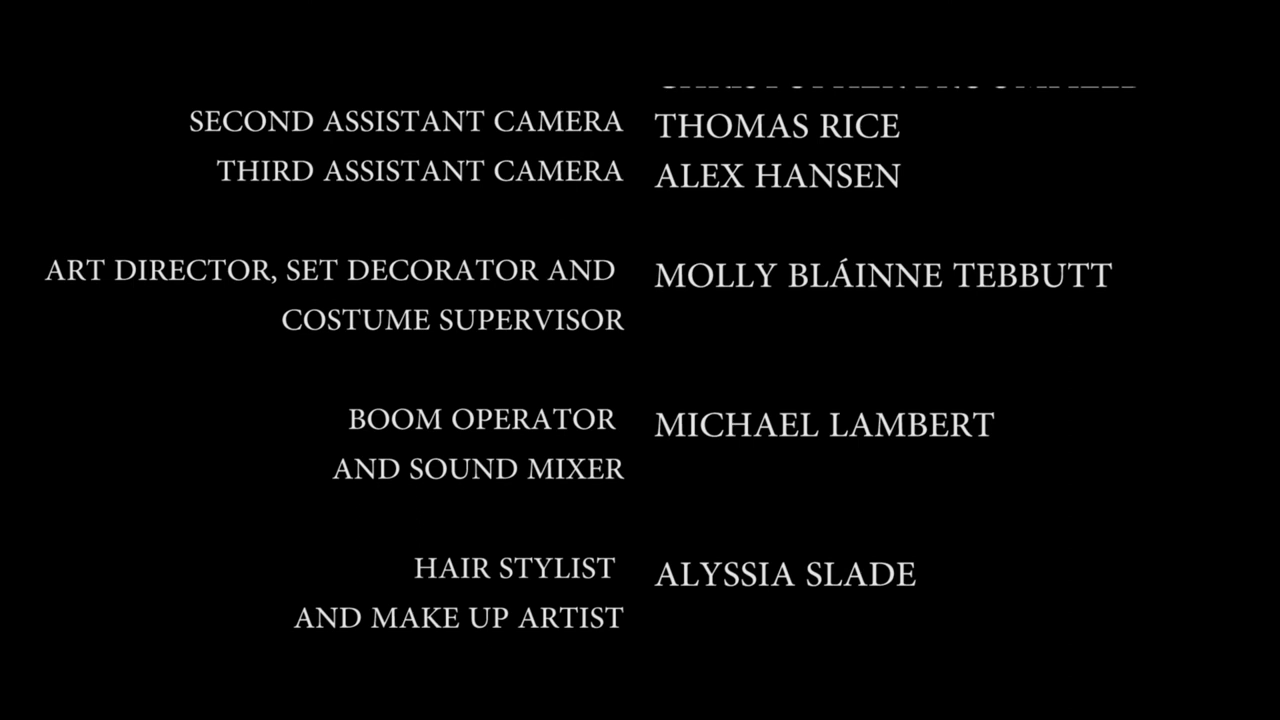 SECOND ASSISTANT CAMERA THOMAS RICE
THIRD ASSISTANT CAMERA ALEX HANSEN
ART DIRECTOR, SET DECORATOR AND MOLLY BLÁINNE TEBBUTT
COSTUME SUPERVISOR
BOOM OPERATOR MICHAEL LAMBERT
AND SOUND MIXER
HAIR STYLIST ALYSSIA SLADE
AND MAKE UP ARTIST